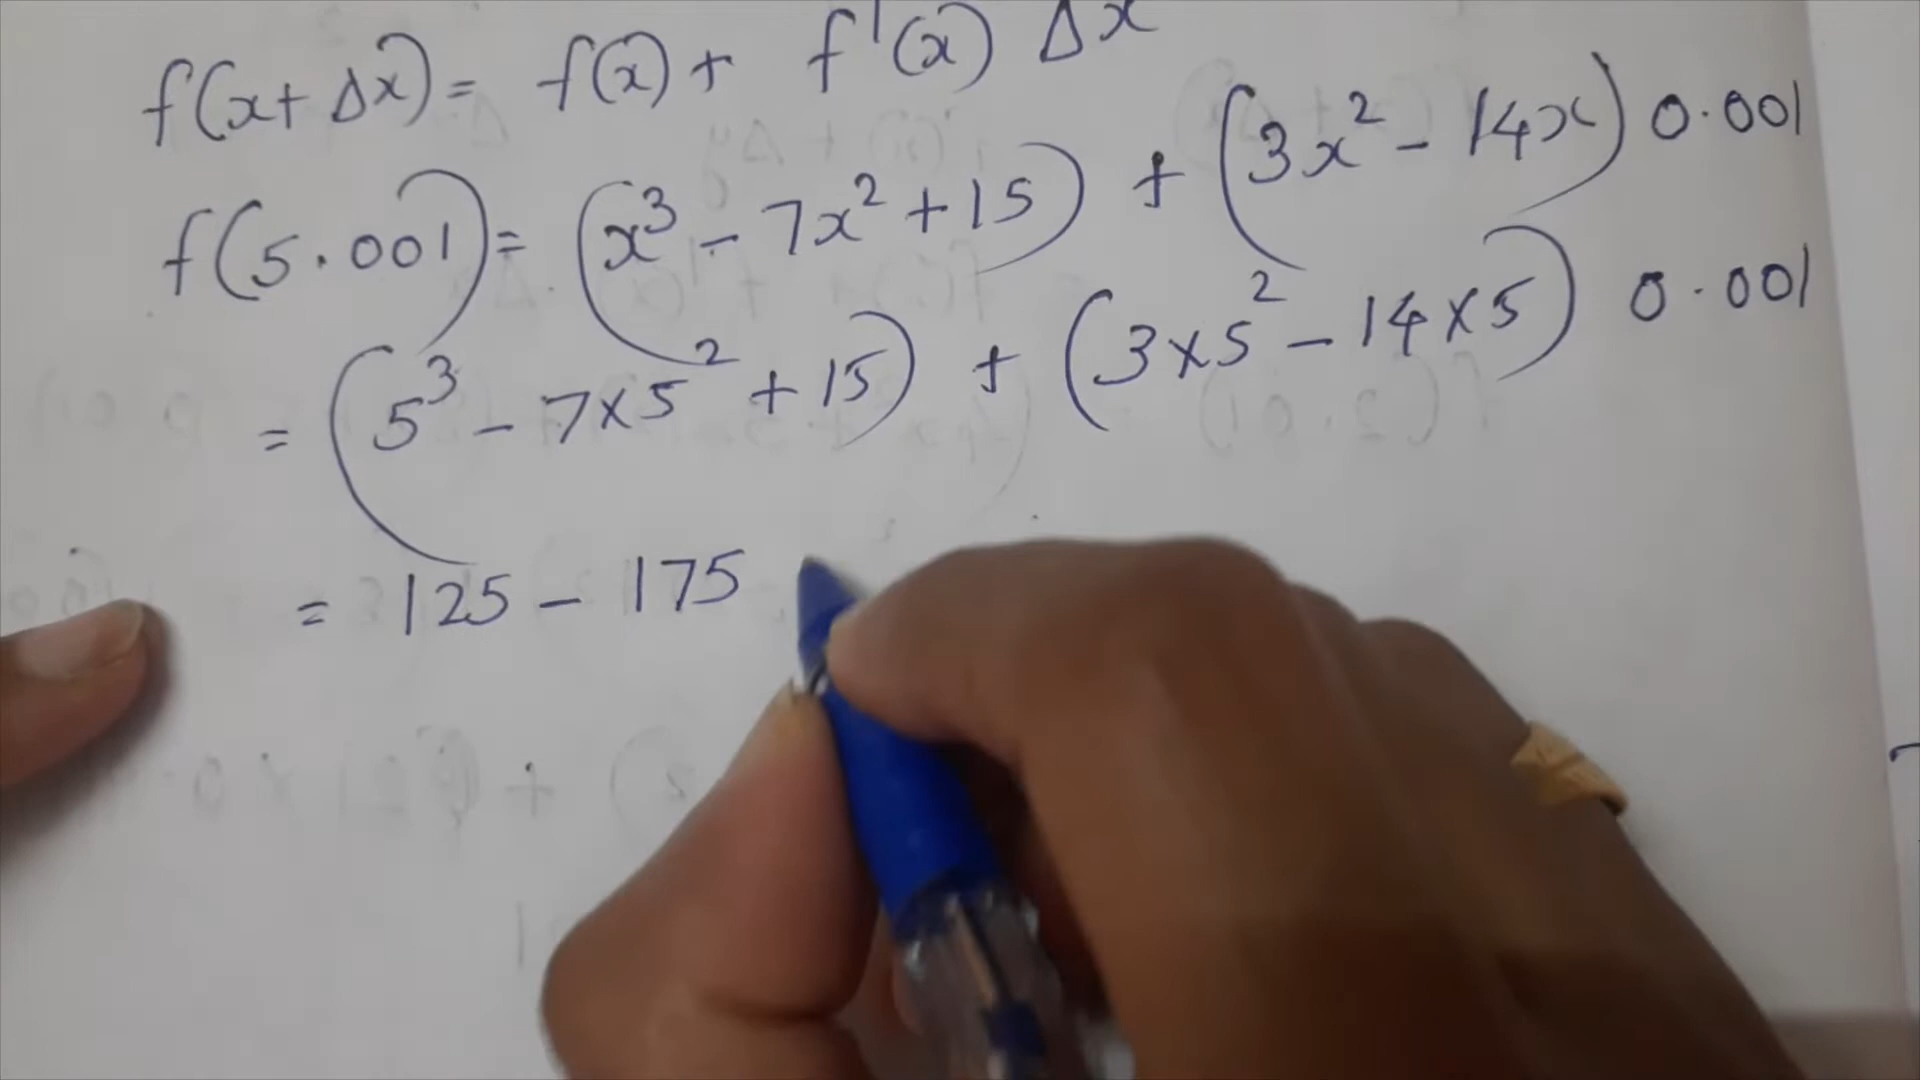 f(x+Δx) = f(x) + f'(x) Δx
f(5.001) = (x³ - 7x² + 15) + (3x² - 14x) 0.001
= (5³ - 7×5² + 15) + (3×5² - 14×5) 0.001
= 125 - 175